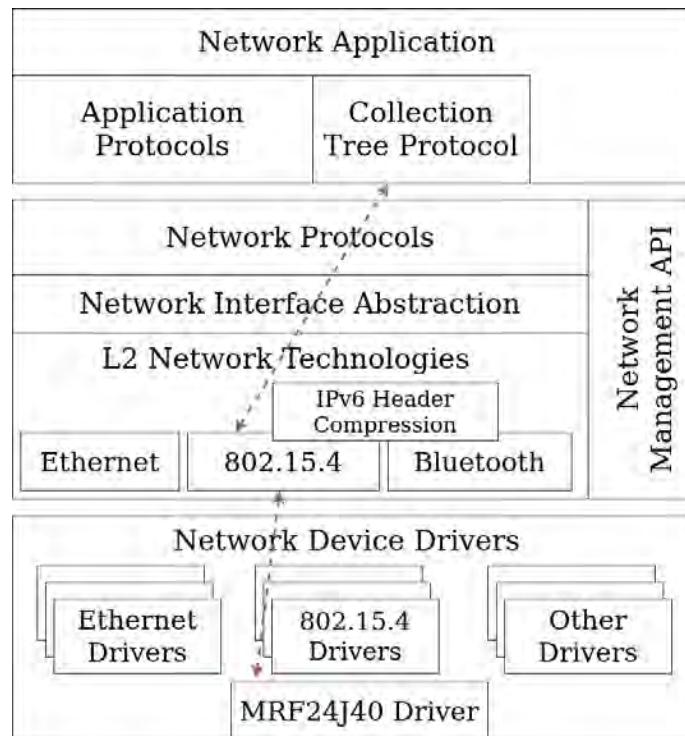 Network Application
Application
Protocols
Collection
Tree Protocol
Network Protocols
Network Interface Abstraction
L2 Network Technologies
IPv6 Header
Compression
Ethernet
802.15.4
Bluetooth
Network
Management API
Network Device Drivers
Ethernet
Drivers
802.15.4
Drivers
Other
Drivers
MRF24J40 Driver